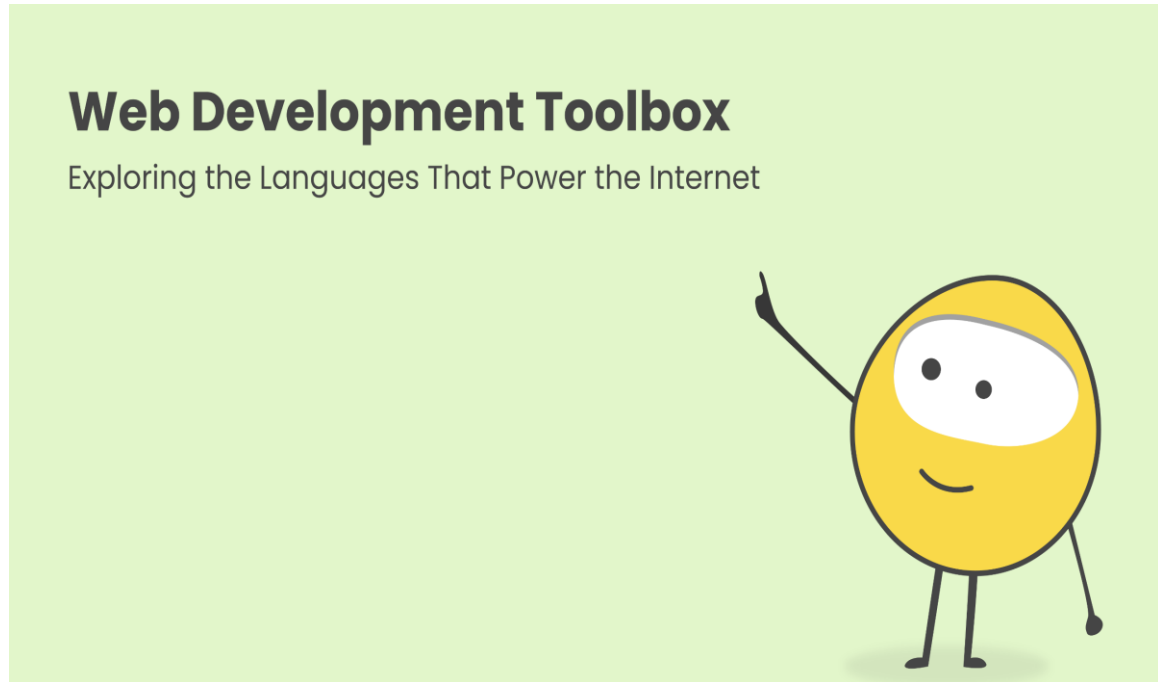 Web Development Toolbox
Exploring the Languages That Power the Internet